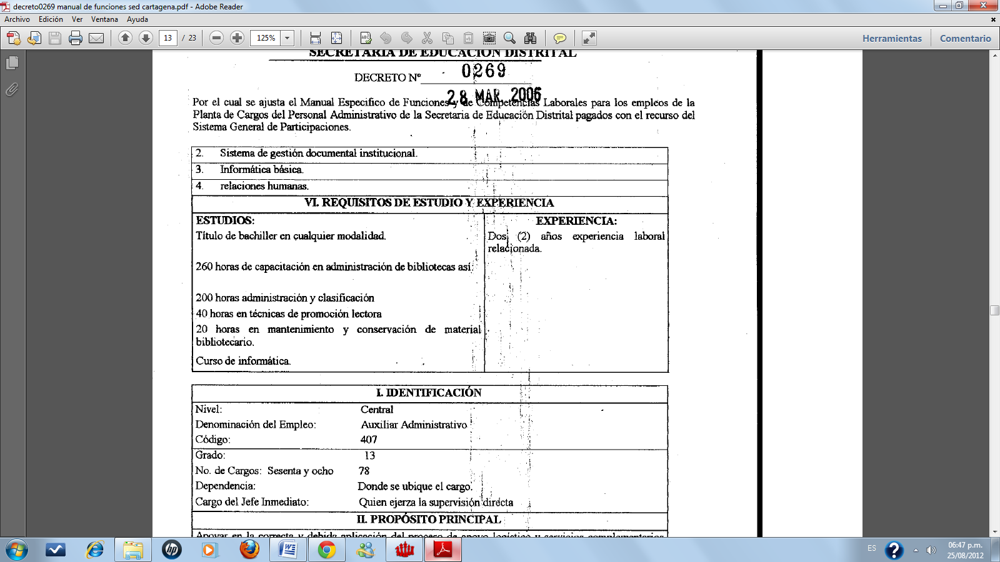 decreto0269 manual de funciones sed cartagena.pdf - Adobe Reader
Archivo Edición Ver Ventana Ayuda
13 / 23 125% Herramientas Comentario
SECRETARIA DE EDUCACION DISTRITAL
DECRETO Nº 0269
28 MAR 2006
Por el cual se ajusta el Manual Especifico de Funciones y de Competencias Laborales para los empleos de la
Planta de Cargos del Personal Administrativo de la Secretaria de Educación Distrital pagados con el recurso del
Sistema General de Participaciones.
2. Sistema de gestión documental institucional.
3. Informática básica.
4. relaciones humanas.
VI. REQUISITOS DE ESTUDIO Y EXPERIENCIA
ESTUDIOS:
Título de bachiller en cualquier modalidad.
260 horas de capacitación en administración de bibliotecas así:
200 horas administración y clasificación
40 horas en técnicas de promoción lectora
20 horas en mantenimiento y conservación de material
bibliotecario.
Curso de informática.
EXPERIENCIA:
Dos (2) años experiencia laboral
relacionada.
I. IDENTIFICACIÓN
Nivel: Central
Denominación del Empleo: Auxiliar Administrativo
Código: 407
Grado: 13
No. de Cargos: Sesenta y ocho 78
Dependencia: Donde se ubique el cargo.
Cargo del Jefe Inmediato: Quien ejerza la supervisión directa
II. PROPÓSITO PRINCIPAL
Apoyar en la correcta y debida aplicación del proceso de apoyo logístico y servicios complementarios
ES
06:47 p.m.
25/08/2012